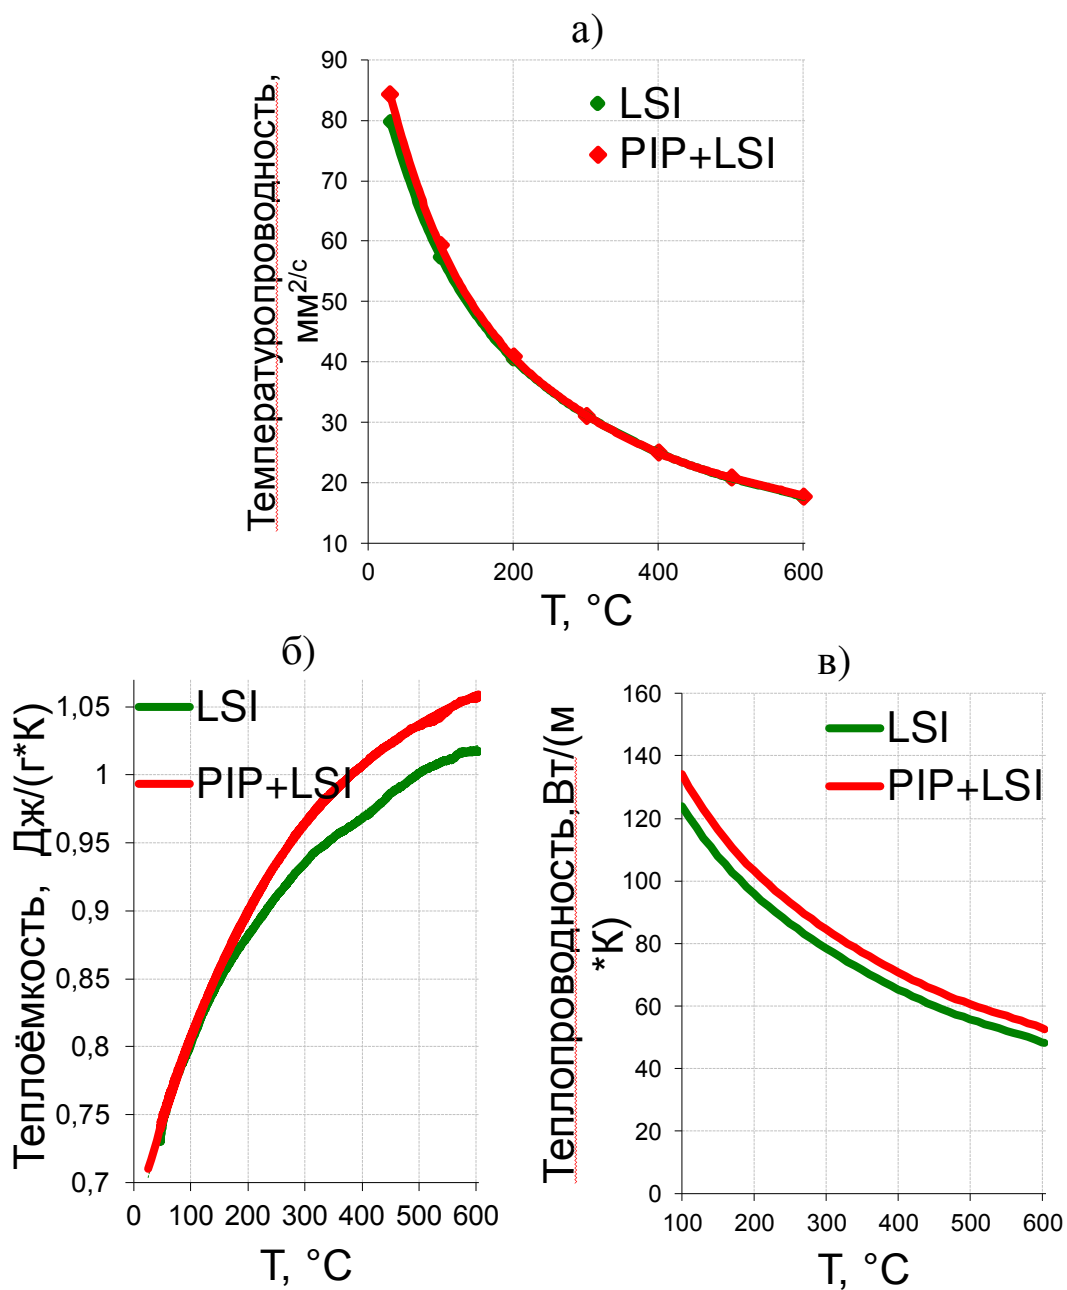 а)
Температуропроводность,
мм2/с
90
80
70
60
50
40
30
20
10
LSI
PIP+LSI
0 200 400 600
T, °C
б)
Теплоёмкость, Дж/(г*К)
1,05
1
0,95
0,9
0,85
0,8
0,75
0,7
LSI
PIP+LSI
0 100 200 300 400 500 600
T, °C
в)
Теплопроводность,Вт/(м
*К)
160
140
120
100
80
60
40
20
0
LSI
PIP+LSI
100 200 300 400 500 600
T, °C